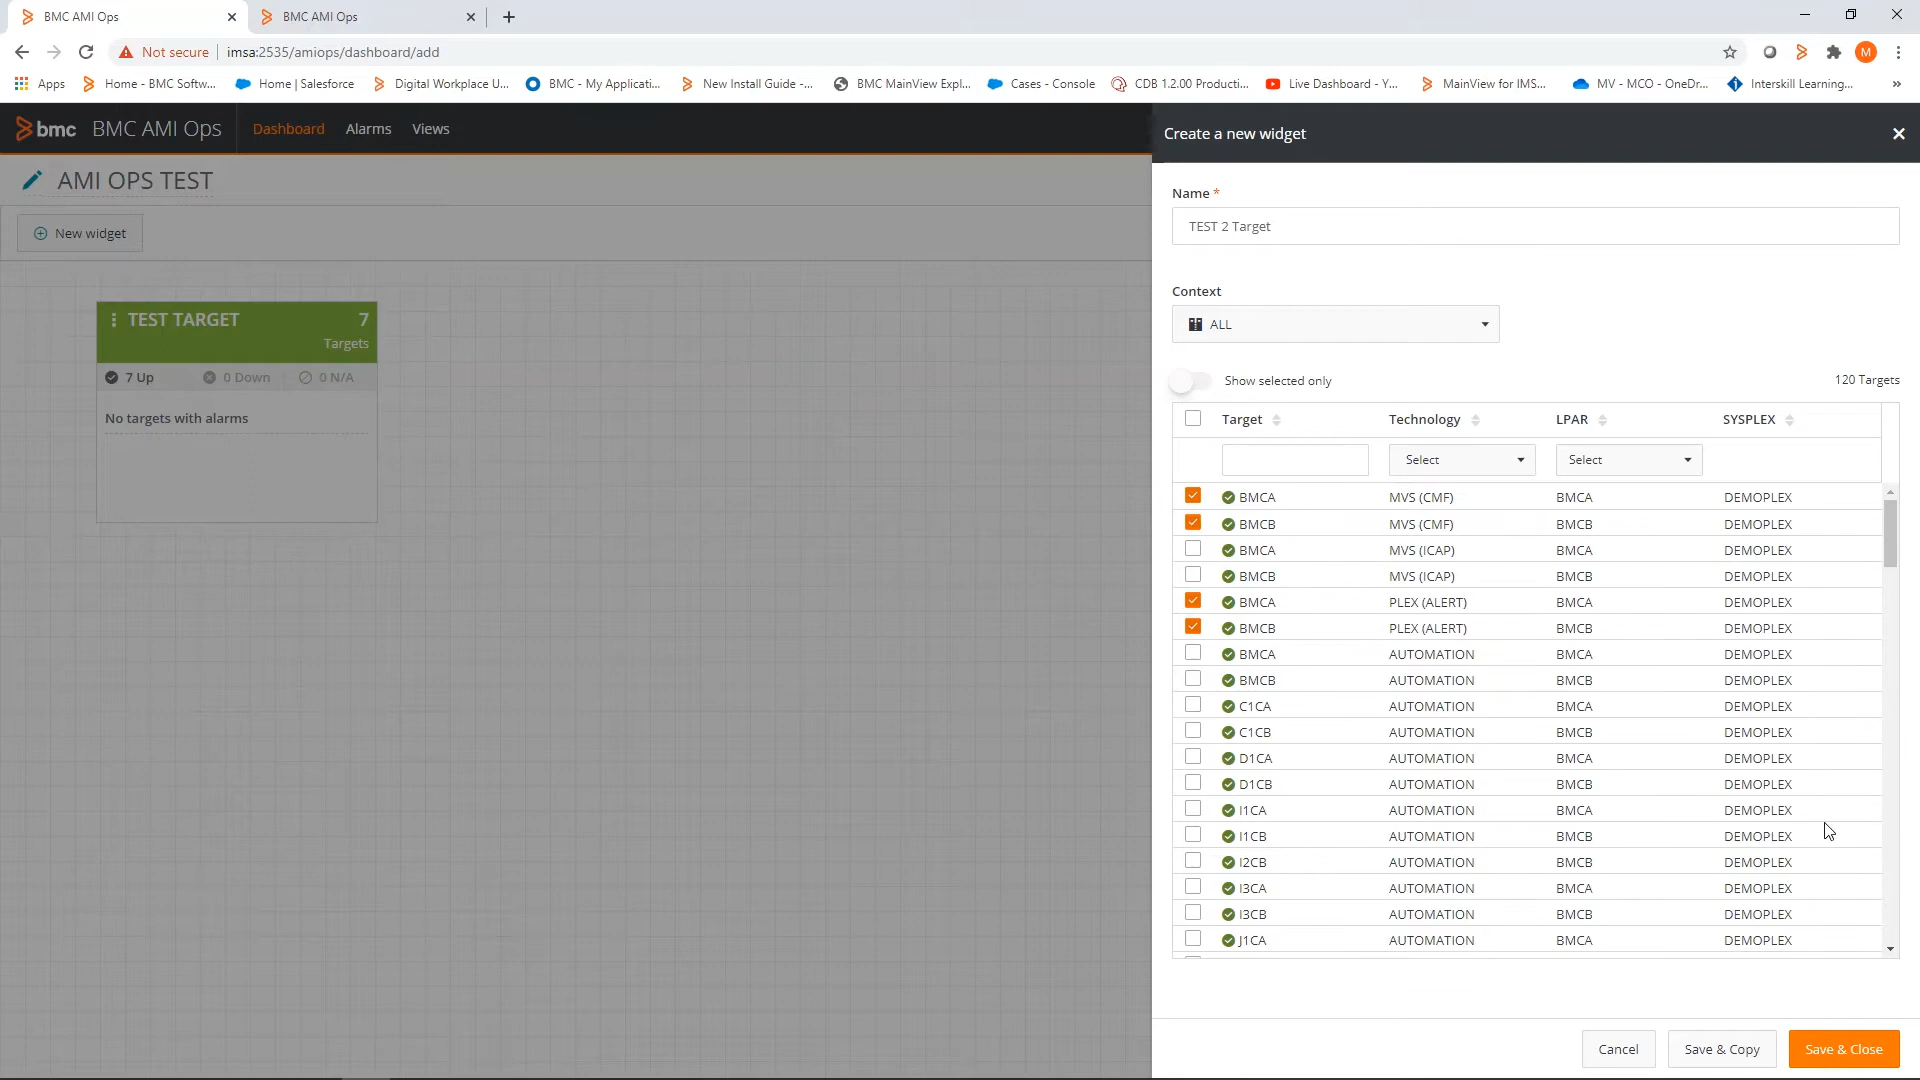 BMC AMI Ops
BMC AMI Ops
Not secure
imsa:2535/amiops/dashboard/add
M
Apps
Home - BMC Softw...
Home | Salesforce
Digital Workplace U...
BMC - My Applicati...
New Install Guide -...
BMC MainView Expl...
Cases - Console
CDB 1.2.00 Producti...
Live Dashboard - Y...
MainView for IMS...
MV - MCO - OneDr...
Interskill Learning...
»
bmc
BMC AMI Ops
Dashboard
Alarms
Views
Create a new widget
AMI OPS TEST
New widget
TEST TARGET
7
Targets
7 Up
0 Down
0 N/A
No targets with alarms
Name *
TEST 2 Target
Context
ALL
Show selected only
120 Targets
Target Technology LPAR SYSPLEX
Select Select
BMCA MVS (CMF) BMCA DEMOPLEX
BMCB MVS (CMF) BMCB DEMOPLEX
BMCA MVS (ICAP) BMCA DEMOPLEX
BMCB MVS (ICAP) BMCB DEMOPLEX
BMCA PLEX (ALERT) BMCA DEMOPLEX
BMCB PLEX (ALERT) BMCB DEMOPLEX
BMCA AUTOMATION BMCA DEMOPLEX
BMCB AUTOMATION BMCB DEMOPLEX
C1CA AUTOMATION BMCA DEMOPLEX
C1CB AUTOMATION BMCB DEMOPLEX
D1CA AUTOMATION BMCA DEMOPLEX
D1CB AUTOMATION BMCB DEMOPLEX
I1CA AUTOMATION BMCA DEMOPLEX
I1CB AUTOMATION BMCB DEMOPLEX
I2CB AUTOMATION BMCB DEMOPLEX
I3CA AUTOMATION BMCA DEMOPLEX
I3CB AUTOMATION BMCB DEMOPLEX
J1CA AUTOMATION BMCA DEMOPLEX
Cancel
Save & Copy
Save & Close